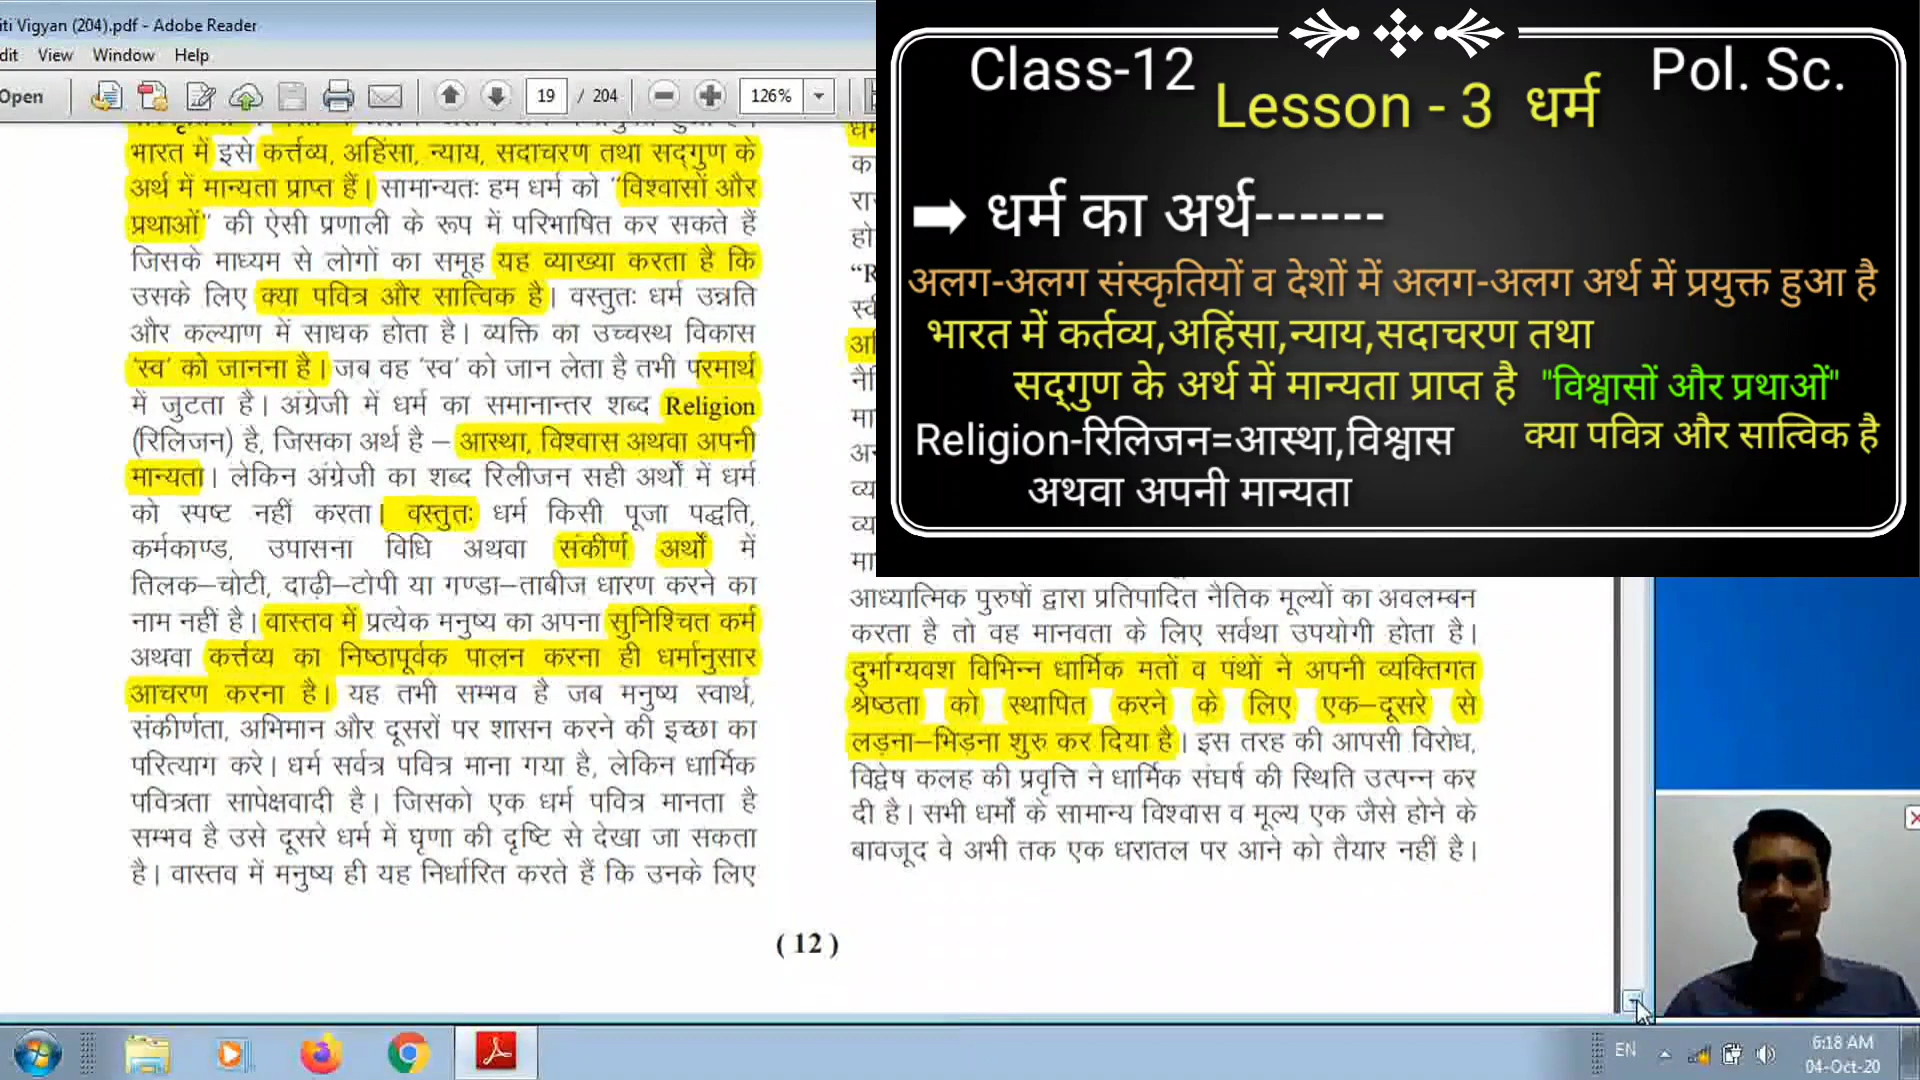 iti Vigyan (204).pdf - Adobe Reader
dit View Window Help
Open 19 / 204 126%
भारत में इसे कर्त्तव्य, अहिंसा, न्याय, सदाचरण तथा सद्गुण के
अर्थ में मान्यता प्राप्त हैं। सामान्यतः हम धर्म को "विश्वासों और
प्रथाओं" की ऐसी प्रणाली के रूप में परिभाषित कर सकते हैं
जिसके माध्यम से लोगों का समूह यह व्याख्या करता है कि
उसके लिए क्या पवित्र और सात्विक है। वस्तुतः धर्म उन्नति
और कल्याण में साधक होता है। व्यक्ति का उच्चस्थ विकास
'स्व' को जानना है। जब वह 'स्व' को जान लेता है तभी परमार्थ
में जुटता है। अंग्रेजी में धर्म का समानान्तर शब्द Religion
(रिलिजन) है, जिसका अर्थ है – आस्था, विश्वास अथवा अपनी
मान्यता। लेकिन अंग्रेजी का शब्द रिलीजन सही अर्थों में धर्म
को स्पष्ट नहीं करता। वस्तुतः धर्म किसी पूजा पद्धति,
कर्मकाण्ड, उपासना विधि अथवा संकीर्ण अर्थों में
तिलक–चोटी, दाढ़ी–टोपी या गण्डा–ताबीज धारण करने का
नाम नहीं है। वास्तव में प्रत्येक मनुष्य का अपना सुनिश्चित कर्म
अथवा कर्त्तव्य का निष्ठापूर्वक पालन करना ही धर्मानुसार
आचरण करना है। यह तभी सम्भव है जब मनुष्य स्वार्थ,
संकीर्णता, अभिमान और दूसरों पर शासन करने की इच्छा का
परित्याग करे। धर्म सर्वत्र पवित्र माना गया है, लेकिन धार्मिक
पवित्रता सापेक्षवादी है। जिसको एक धर्म पवित्र मानता है
सम्भव है उसे दूसरे धर्म में घृणा की दृष्टि से देखा जा सकता
है। वास्तव में मनुष्य ही यह निर्धारित करते हैं कि उनके लिए
आध्यात्मिक पुरुषों द्वारा प्रतिपादित नैतिक मूल्यों का अवलम्बन
करता है तो वह मानवता के लिए सर्वथा उपयोगी होता है।
दुर्भाग्यवश विभिन्न धार्मिक मतों व पंथों ने अपनी व्यक्तिगत
श्रेष्ठता को स्थापित करने के लिए एक–दूसरे से
लड़ना–भिड़ना शुरु कर दिया है। इस तरह की आपसी विरोध,
विद्वेष कलह की प्रवृत्ति ने धार्मिक संघर्ष की स्थिति उत्पन्न कर
दी है। सभी धर्मों के सामान्य विश्वास व मूल्य एक जैसे होने के
बावजूद वे अभी तक एक धरातल पर आने को तैयार नहीं है।
( 12 )
Class-12 Pol. Sc.
Lesson - 3 धर्म
➡ धर्म का अर्थ------
अलग-अलग संस्कृतियों व देशों में अलग-अलग अर्थ में प्रयुक्त हुआ है
भारत में कर्तव्य,अहिंसा,न्याय,सदाचरण तथा
सद्गुण के अर्थ में मान्यता प्राप्त है "विश्वासों और प्रथाओं"
Religion-रिलिजन=आस्था,विश्वास क्या पवित्र और सात्विक है
अथवा अपनी मान्यता
EN 6:18 AM
04-Oct-20